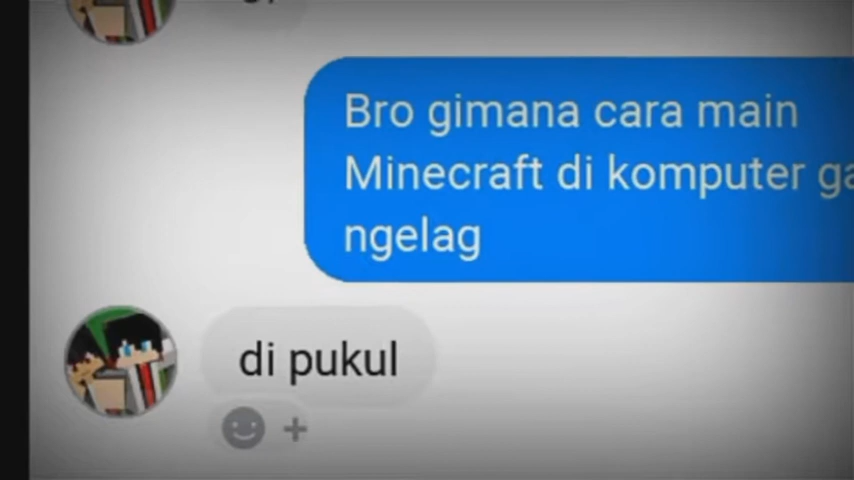 Bro gimana cara main
Minecraft di komputer
ngelag
di pukul